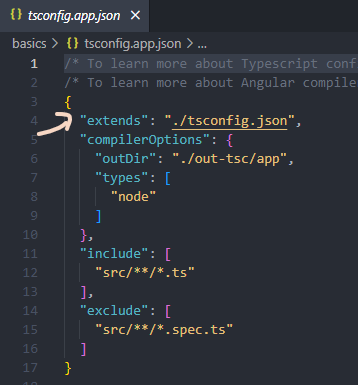 tsconfig.app.json ×
basics > tsconfig.app.json > ...
1 /* To learn more about Typescript conf
2 /* To learn more about Angular compile
3 {
4 "extends": "./tsconfig.json",
5 "compilerOptions": {
6 "outDir": "./out-tsc/app",
7 "types": [
8 "node"
9 ]
10 },
11 "include": [
12 "src/**/*.ts"
13 ],
14 "exclude": [
15 "src/**/*.spec.ts"
16 ]
17 }